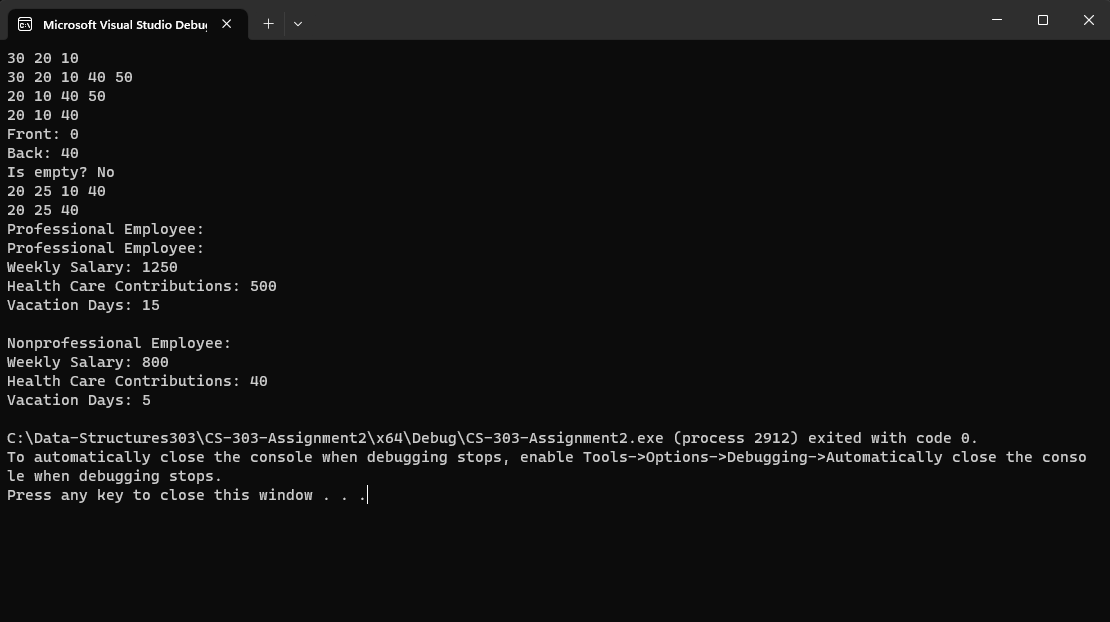 Microsoft Visual Studio Debu
30 20 10
30 20 10 40 50
20 10 40 50
20 10 40
Front: 0
Back: 40
Is empty? No
20 25 10 40
20 25 40
Professional Employee:
Professional Employee:
Weekly Salary: 1250
Health Care Contributions: 500
Vacation Days: 15
Nonprofessional Employee:
Weekly Salary: 800
Health Care Contributions: 40
Vacation Days: 5
C:\Data-Structures303\CS-303-Assignment2\x64\Debug\CS-303-Assignment2.exe (process 2912) exited with code 0.
To automatically close the console when debugging stops, enable Tools->Options->Debugging->Automatically close the conso
le when debugging stops.
Press any key to close this window . . .